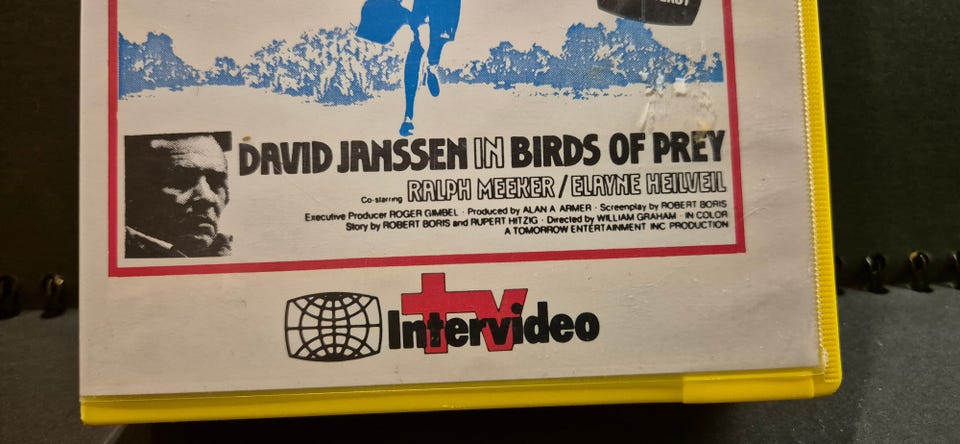 DAVID JANSSEN IN BIRDS OF PREY
Co-starring RALPH MEEKER / ELAYNE HEILVEIL
Executive Producer ROGER GIMBEL · Produced by ALAN A ARMER · Screenplay by ROBERT BORIS
Story by ROBERT BORIS and RUPERT HITZIG · Directed by WILLIAM GRAHAM · IN COLOR
A TOMORROW ENTERTAINMENT INC PRODUCTION
tv
Intervideo